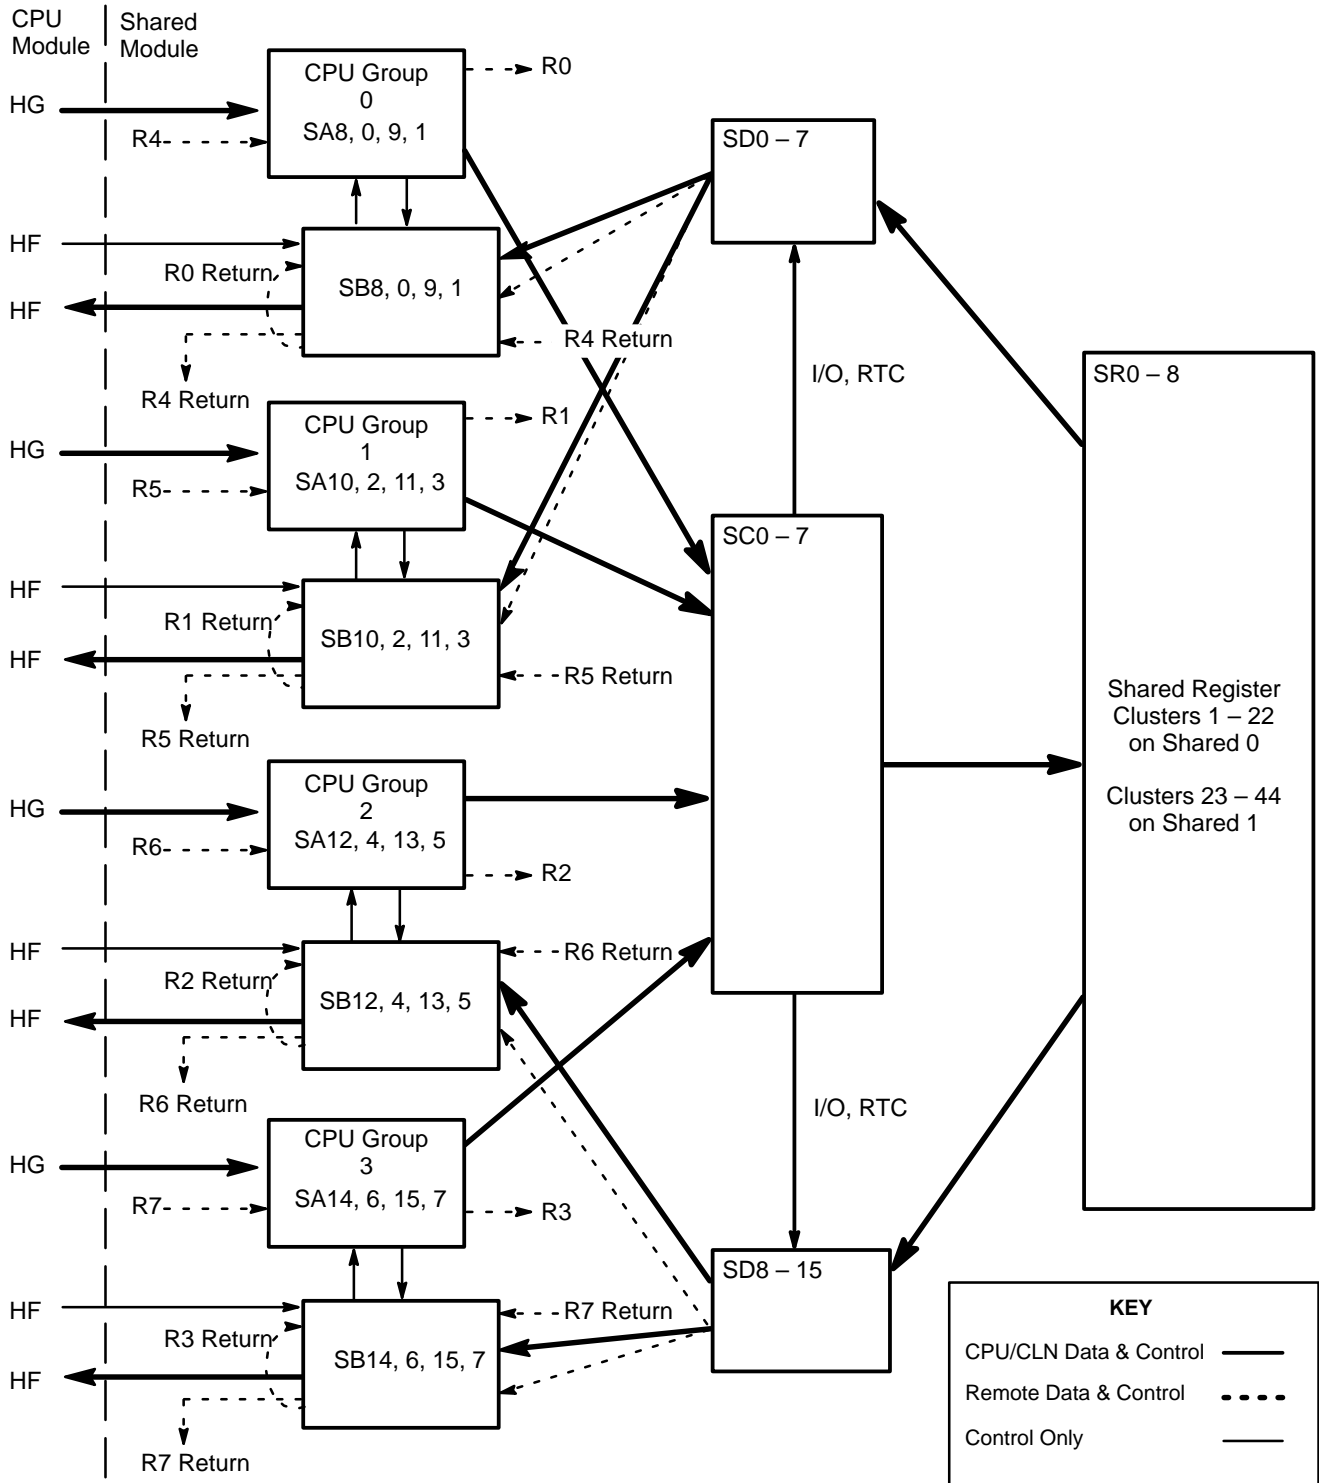 CPU
Module
Shared
Module
CPU Group
0
SA8, 0, 9, 1
R0
HG
R4
SD0 – 7
HF
R0 Return
SB8, 0, 9, 1
HF
R4 Return
R4 Return
I/O, RTC
SR0 – 8
CPU Group
1
SA10, 2, 11, 3
R1
HG
R5
SC0 – 7
HF
R1 Return
SB10, 2, 11, 3
HF
R5 Return
R5 Return
Shared Register
Clusters 1 – 22
on Shared 0
Clusters 23 – 44
on Shared 1
CPU Group
2
SA12, 4, 13, 5
HG
R6
R2
HF
R6 Return
R2 Return
SB12, 4, 13, 5
HF
R6 Return
I/O, RTC
CPU Group
3
SA14, 6, 15, 7
HG
R7
R3
SD8 – 15
HF
R7 Return
R3 Return
SB14, 6, 15, 7
HF
R7 Return
KEY
CPU/CLN Data & Control
Remote Data & Control
Control Only